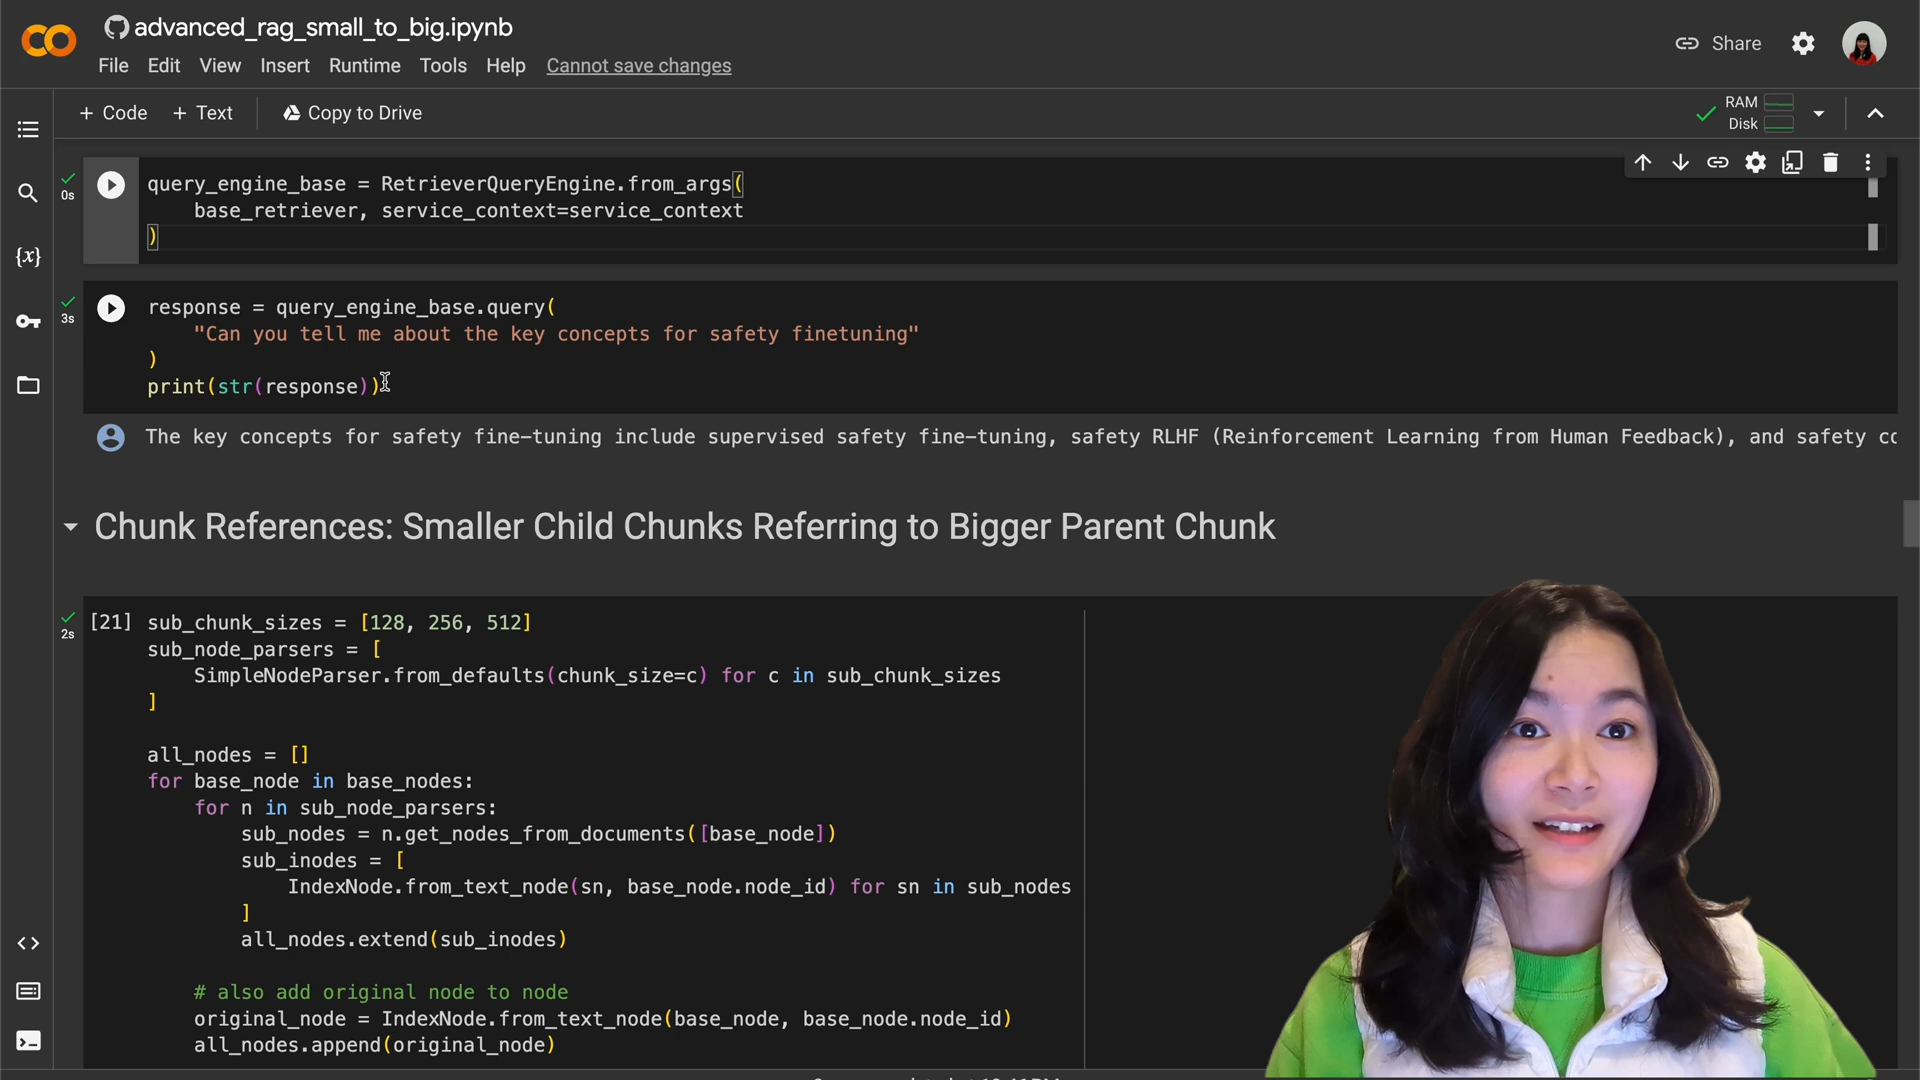 advanced_rag_small_to_big.ipynb
File Edit View Insert Runtime Tools Help Cannot save changes
Share
+ Code + Text Copy to Drive
RAM
Disk
0s
query_engine_base = RetrieverQueryEngine.from_args(
base_retriever, service_context=service_context
)
{x}
3s
response = query_engine_base.query(
"Can you tell me about the key concepts for safety finetuning"
)
print(str(response))
The key concepts for safety fine-tuning include supervised safety fine-tuning, safety RLHF (Reinforcement Learning from Human Feedback), and safety co
Chunk References: Smaller Child Chunks Referring to Bigger Parent Chunk
2s
[21] sub_chunk_sizes = [128, 256, 512]
sub_node_parsers = [
SimpleNodeParser.from_defaults(chunk_size=c) for c in sub_chunk_sizes
]
all_nodes = []
for base_node in base_nodes:
for n in sub_node_parsers:
sub_nodes = n.get_nodes_from_documents([base_node])
sub_inodes = [
IndexNode.from_text_node(sn, base_node.node_id) for sn in sub_nodes
]
all_nodes.extend(sub_inodes)
# also add original node to node
original_node = IndexNode.from_text_node(base_node, base_node.node_id)
all_nodes.append(original_node)